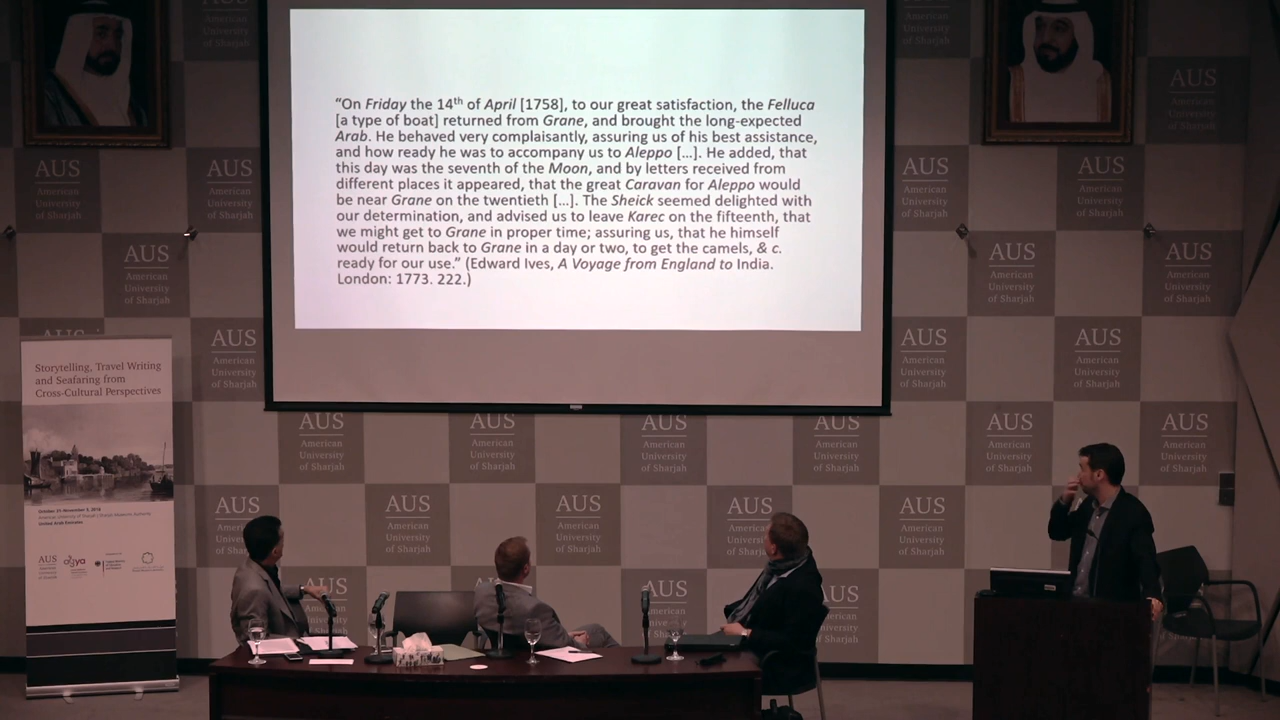 “On Friday the 14th of April [1758], to our great satisfaction, the Felluca
[a type of boat] returned from Grane, and brought the long-expected
Arab. He behaved very complaisantly, assuring us of his best assistance,
and how ready he was to accompany us to Aleppo [...]. He added, that
this day was the seventh of the Moon, and by letters received from
different places it appeared, that the great Caravan for Aleppo would
be near Grane on the twentieth [...]. The Sheick seemed delighted with
our determination, and advised us to leave Karec on the fifteenth, that
we might get to Grane in proper time; assuring us, that he himself
would return back to Grane in a day or two, to get the camels, & c.
ready for our use.” (Edward Ives, A Voyage from England to India.
London: 1773. 222.)
Storytelling, Travel Writing
and Seafaring from
Cross-Cultural Perspectives
United Arab Emirates
AUS
American
University
of Sharjah